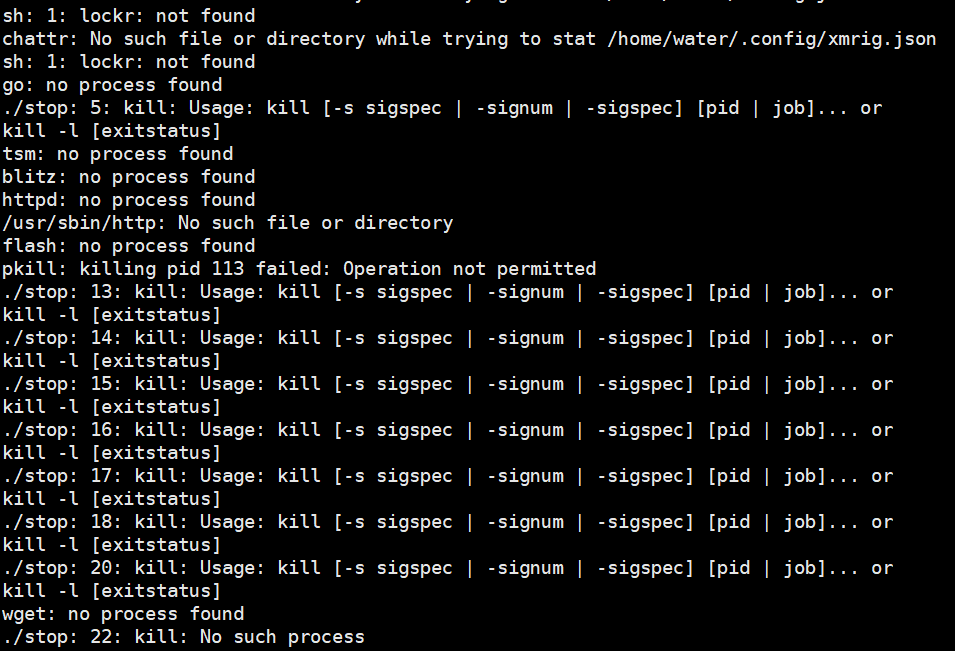 sh: 1: lockr: not found
chattr: No such file or directory while trying to stat /home/water/.config/xmrig.json
sh: 1: lockr: not found
go: no process found
./stop: 5: kill: Usage: kill [-s sigspec | -signum | -sigspec] [pid | job]... or
kill -l [exitstatus]
tsm: no process found
blitz: no process found
httpd: no process found
/usr/sbin/http: No such file or directory
flash: no process found
pkill: killing pid 113 failed: Operation not permitted
./stop: 13: kill: Usage: kill [-s sigspec | -signum | -sigspec] [pid | job]... or
kill -l [exitstatus]
./stop: 14: kill: Usage: kill [-s sigspec | -signum | -sigspec] [pid | job]... or
kill -l [exitstatus]
./stop: 15: kill: Usage: kill [-s sigspec | -signum | -sigspec] [pid | job]... or
kill -l [exitstatus]
./stop: 16: kill: Usage: kill [-s sigspec | -signum | -sigspec] [pid | job]... or
kill -l [exitstatus]
./stop: 17: kill: Usage: kill [-s sigspec | -signum | -sigspec] [pid | job]... or
kill -l [exitstatus]
./stop: 18: kill: Usage: kill [-s sigspec | -signum | -sigspec] [pid | job]... or
kill -l [exitstatus]
./stop: 20: kill: Usage: kill [-s sigspec | -signum | -sigspec] [pid | job]... or
kill -l [exitstatus]
wget: no process found
./stop: 22: kill: No such process